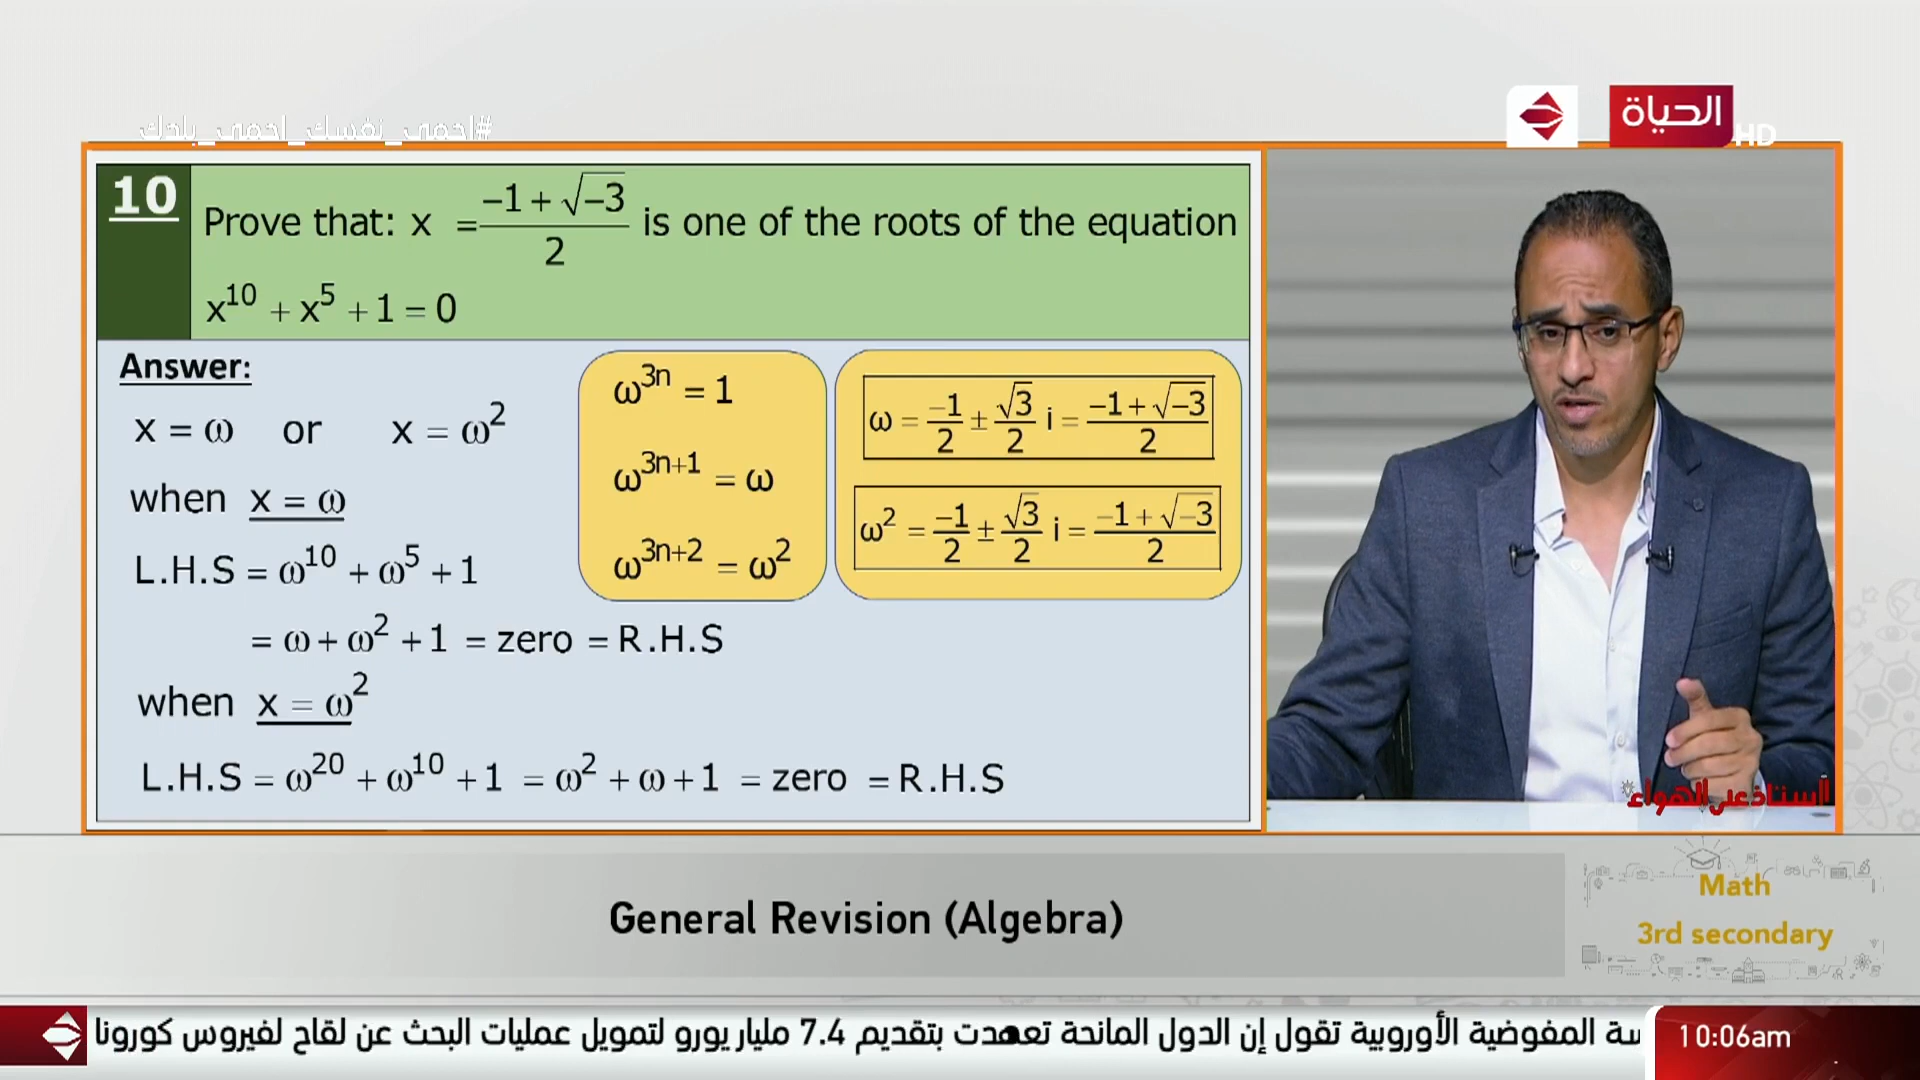 #احمي_نفسك_احمي_بلدك
الحياة
HD
10
Prove that: x = (−1 + √−3)/2 is one of the roots of the equation
x¹⁰ + x⁵ + 1 = 0
Answer:
x = ω or x = ω²
when x = ω
L.H.S = ω¹⁰ + ω⁵ + 1
= ω + ω² + 1 = zero = R.H.S
when x = ω²
L.H.S = ω²⁰ + ω¹⁰ + 1 = ω² + ω + 1 = zero = R.H.S
ω³ⁿ = 1
ω³ⁿ⁺¹ = ω
ω³ⁿ⁺² = ω²
ω = −1/2 ± √3/2 i = (−1 + √−3)/2
ω² = −1/2 ± √3/2 i = (−1 + √−3)/2
أستاذ على الهواء
General Revision (Algebra)
Math
3rd secondary
سة المفوضية الأوروبية تقول إن الدول المانحة تعهدت بتقديم 7.4 مليار يورو لتمويل عمليات البحث عن لقاح لفيروس كورونا
10:06am